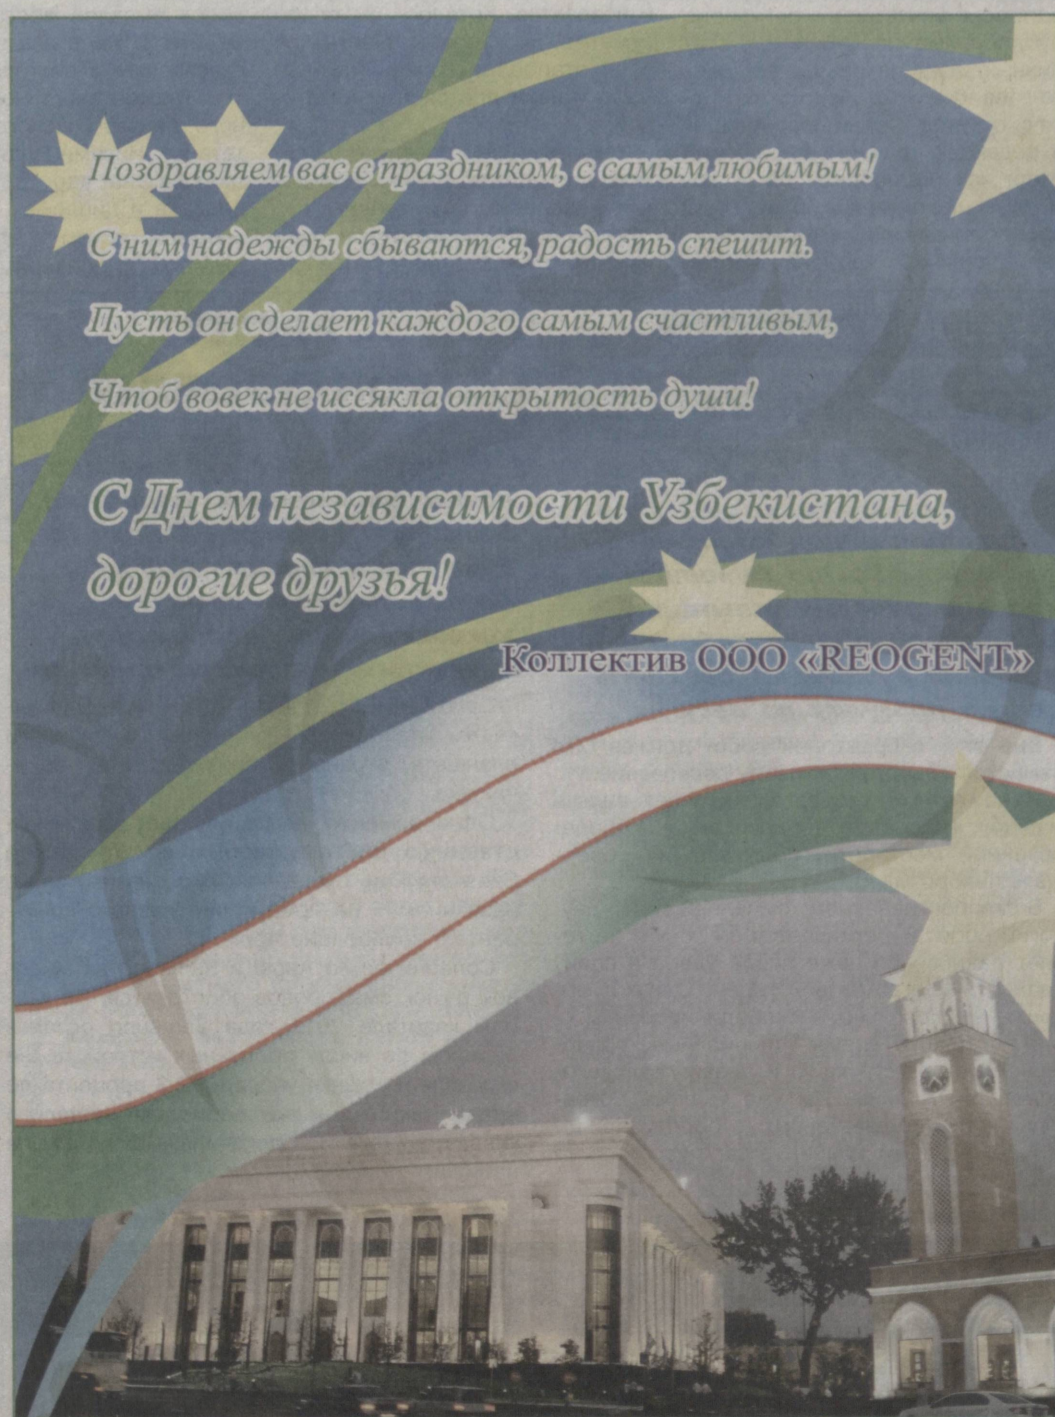 Поздравляем вас с праздником, с самым любимым!
С ним надежды сбываются, радость спешит.
Пусть он сделает каждого самым счастливым,
Чтоб вовек не иссякла открытость души!
С Днем независимости Узбекистана,
дорогие друзья!
Коллектив ООО «REOGENT»